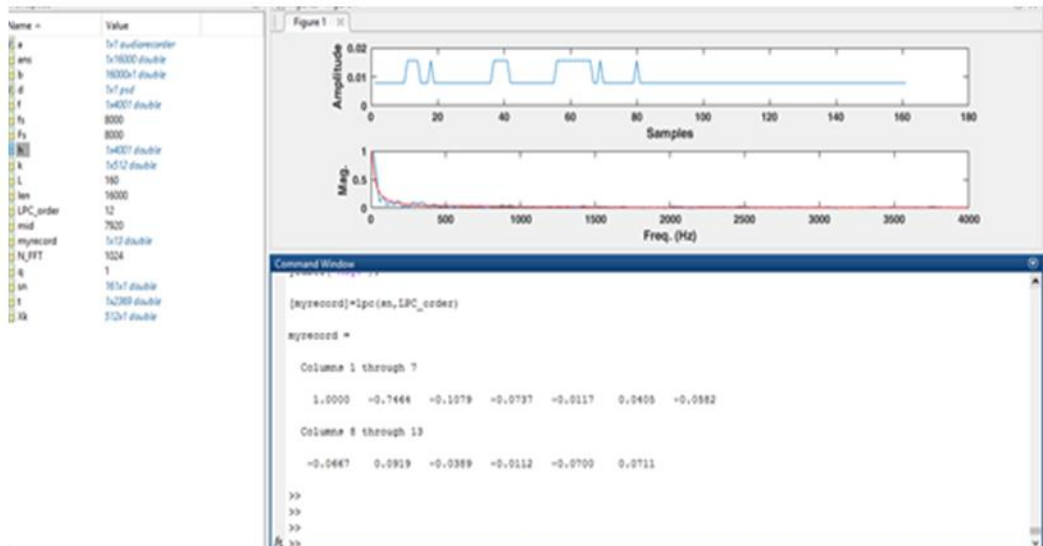 Name Value
a 1x1 audiorecorder
ans 1x16000 double
b 16000x1 double
d 1x1 psd
f 1x4001 double
fs 8000
Fs 8000
h 1x4001 double
k 1x512 double
L 160
len 16000
LPC_order 12
mid 7920
myrecord 1x13 double
N_FFT 1024
q 1
sn 161x1 double
t 1x2369 double
Xk 512x1 double
Figure 1
0.02
0.01
0
Amplitude
0 20 40 60 80 100 120 140 160 180
Samples
1
0.5
0
Mag.
0 500 1000 1500 2000 2500 3000 3500 4000
Freq. (Hz)
Command Window
[myrecord]=lpc(sn,LPC_order)
myrecord =
Columns 1 through 7
1.0000 -0.7464 -0.1079 -0.0737 -0.0117 0.0405 -0.0582
Columns 8 through 13
-0.0667 0.0919 -0.0389 -0.0112 -0.0700 0.0711
>>
>>
>>
fx >>